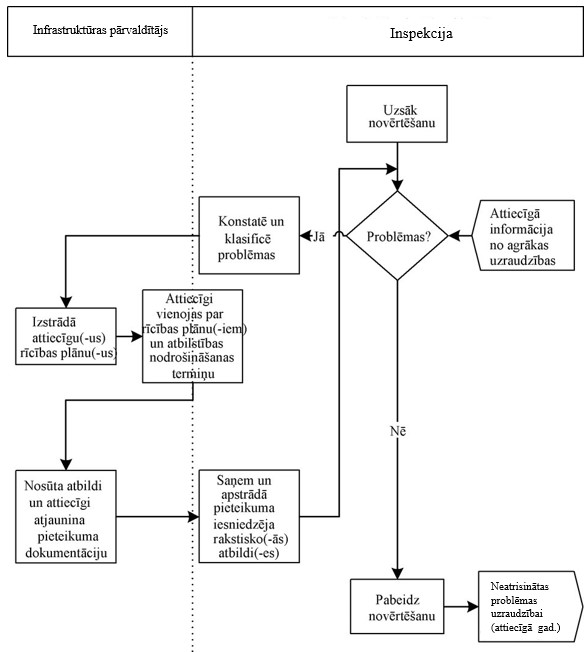 Infrastruktūras pārvaldītājs
Inspekcija
Uzsāk
novērtēšanu
Problēmas?
Attiecīgā
informācija
no agrākas
uzraudzības
Jā
Konstatē un
klasificē
problēmas
Izstrādā
attiecīgu(-us)
rīcības plānu(-us)
Attiecīgi
vienojas par
rīcības plānu(-iem)
un atbilstības
nodrošināšanas
termiņu
Nē
Nosūta atbildi
un attiecīgi
atjaunina
pieteikuma
dokumentāciju
Saņem un
apstrādā
pieteikuma
iesniedzēja
rakstisko(-ās)
atbildi(-es)
Pabeidz
novērtēšanu
Neatrisinātas
problēmas
uzraudzībai
(attiecīgā gad.)